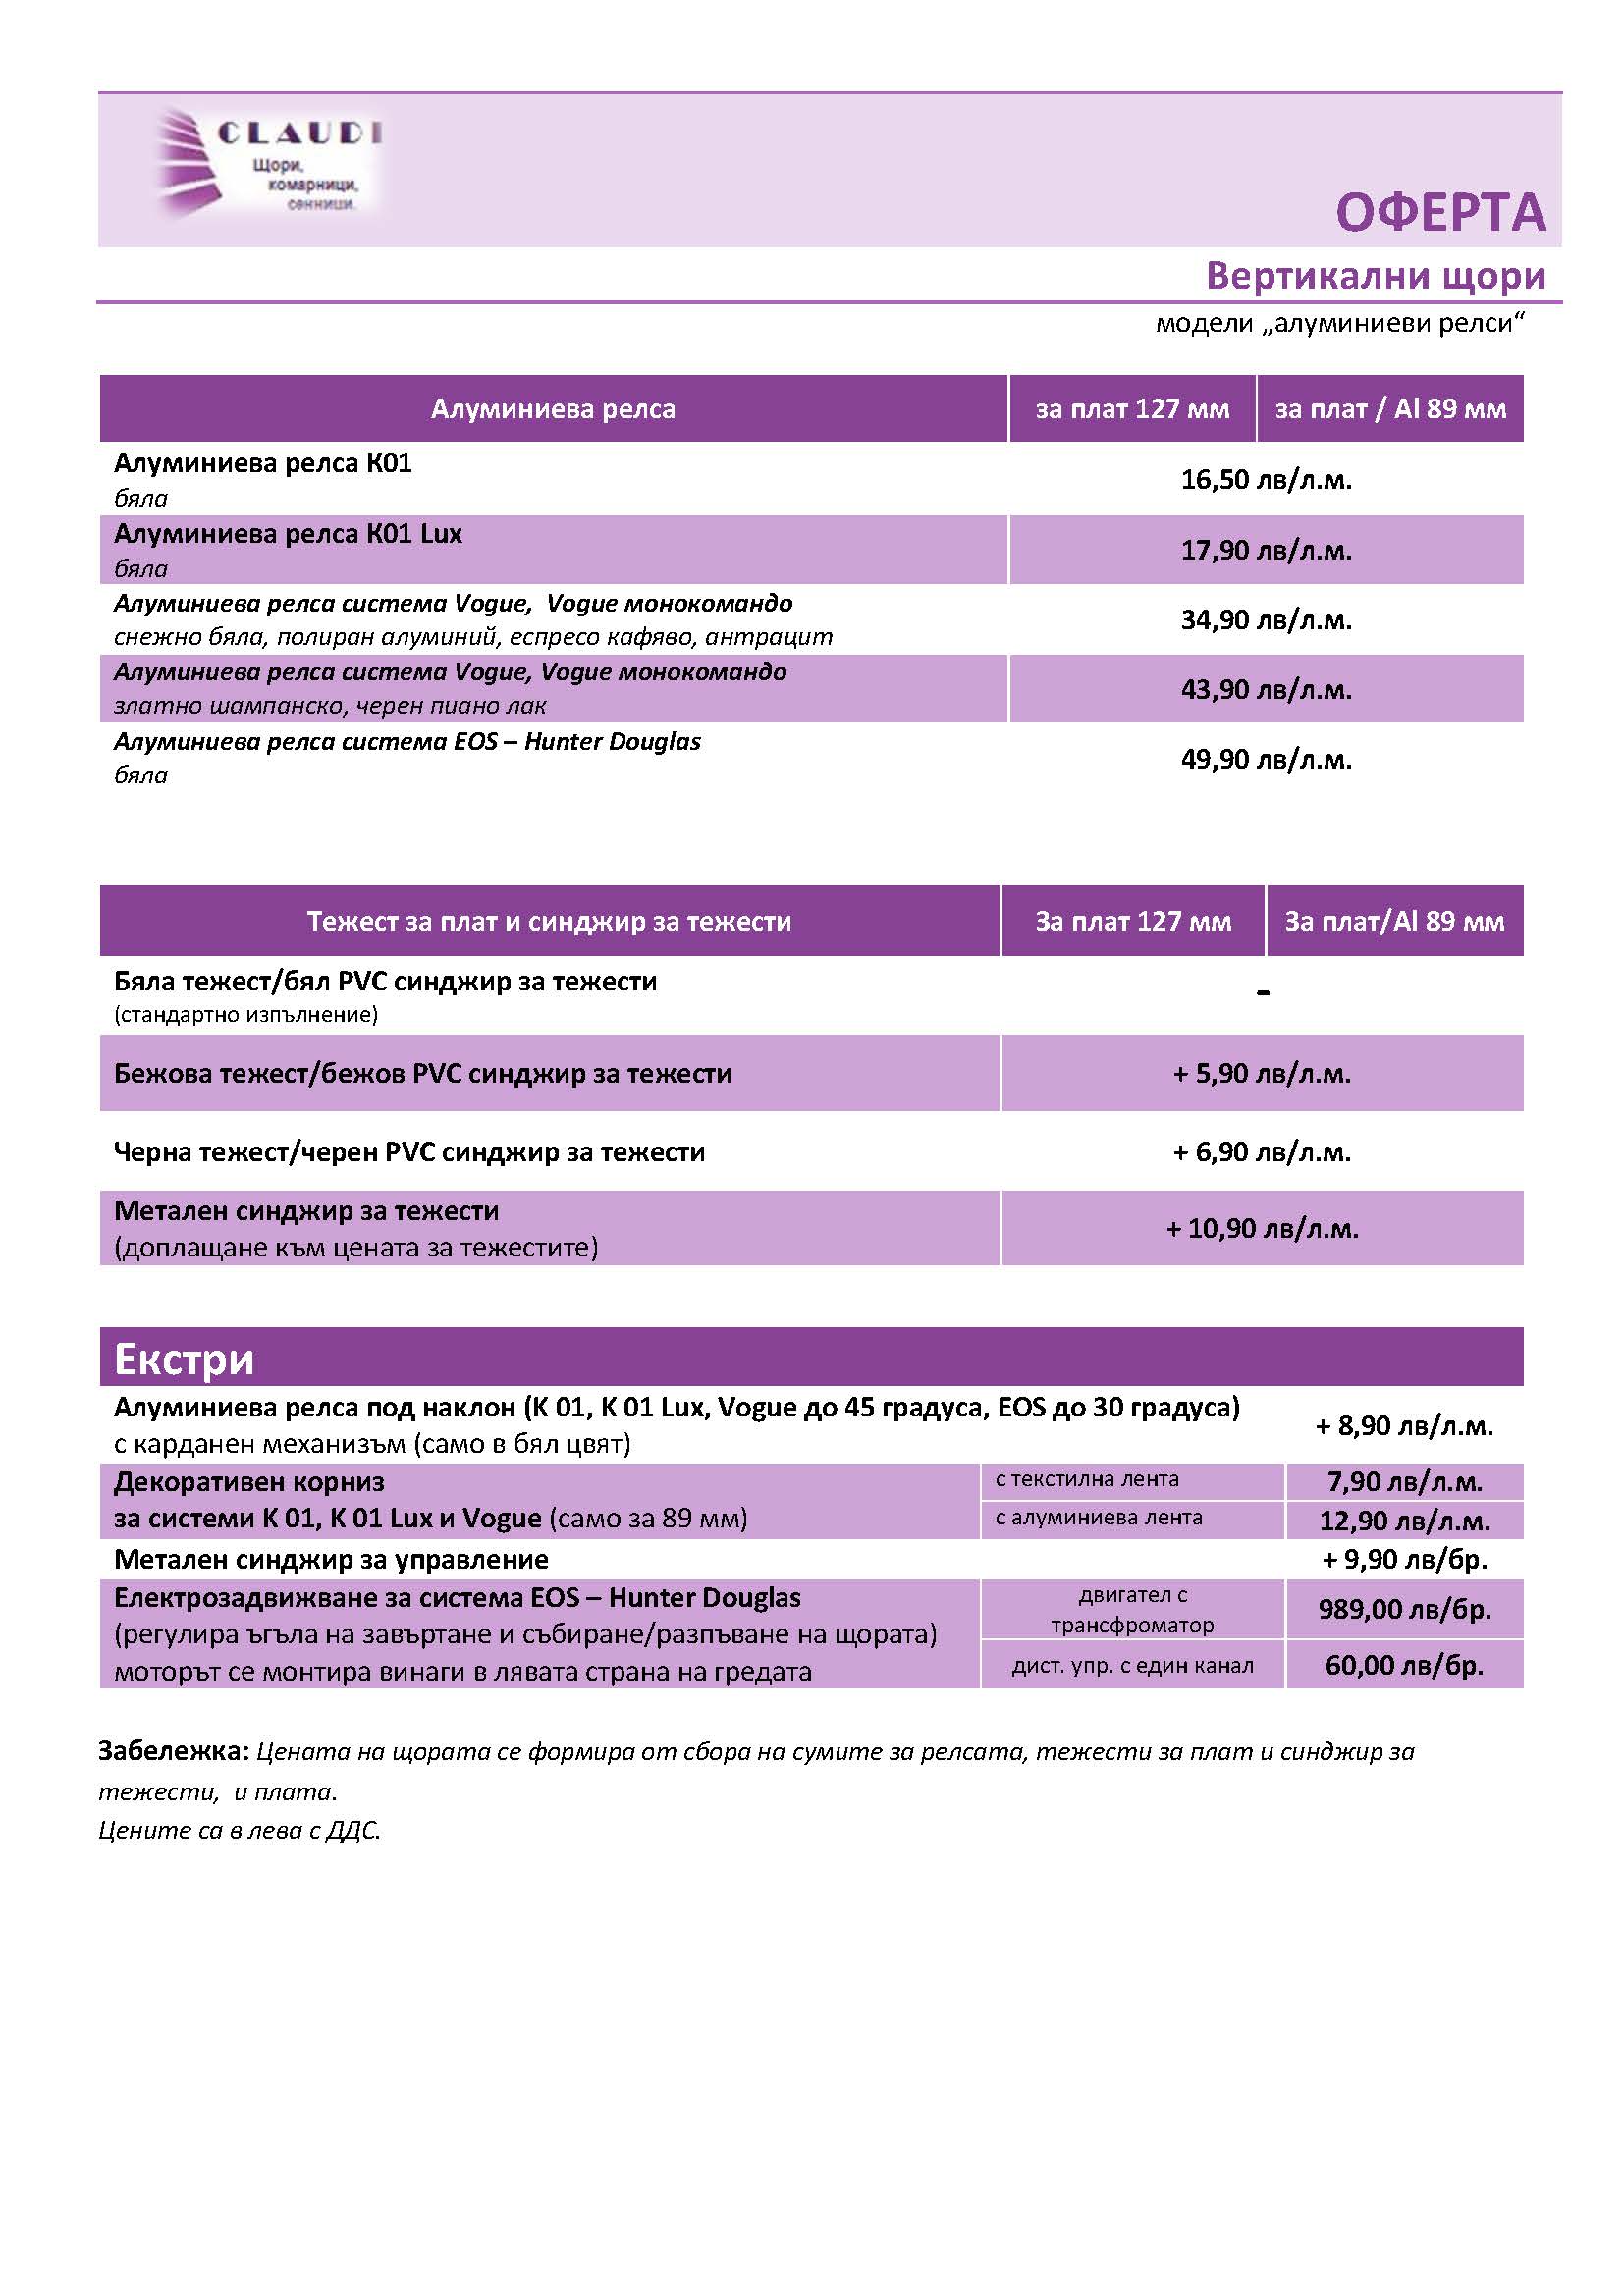 CLAUDI
Щори,
комарници,
сенници.
ОФЕРТА
Вертикални щори
модели „алуминиеви релси“
Алуминиева релса за плат 127 мм за плат / Al 89 мм
Алуминиева релса К01
бяла
16,50 лв/л.м.
Алуминиева релса К01 Lux
бяла
17,90 лв/л.м.
Алуминиева релса система Vogue, Vogue монокомандо
снежно бяла, полиран алуминий, еспресо кафяво, антрацит
34,90 лв/л.м.
Алуминиева релса система Vogue, Vogue монокомандо
златно шампанско, черен пиано лак
43,90 лв/л.м.
Алуминиева релса система EOS – Hunter Douglas
бяла
49,90 лв/л.м.
Тежест за плат и синджир за тежести За плат 127 мм За плат/Al 89 мм
Бяла тежест/бял PVC синджир за тежести
(стандартно изпълнение)
-
Бежова тежест/бежов PVC синджир за тежести + 5,90 лв/л.м.
Черна тежест/черен PVC синджир за тежести + 6,90 лв/л.м.
Метален синджир за тежести
(доплащане към цената за тежестите)
+ 10,90 лв/л.м.
Екстри
Алуминиева релса под наклон (K 01, K 01 Lux, Vogue до 45 градуса, EOS до 30 градуса)
с карданен механизъм (само в бял цвят)
+ 8,90 лв/л.м.
Декоративен корниз
за системи K 01, K 01 Lux и Vogue (само за 89 мм)
с текстилна лента 7,90 лв/л.м.
с алуминиева лента 12,90 лв/л.м.
Метален синджир за управление + 9,90 лв/бр.
Електрозадвижване за система EOS – Hunter Douglas
(регулира ъгъла на завъртане и събиране/разпъване на щората)
моторът се монтира винаги в лявата страна на гредата
двигател с
трансфроматор
989,00 лв/бр.
дист. упр. с един канал 60,00 лв/бр.
Забележка: Цената на щората се формира от сбора на сумите за релсата, тежести за плат и синджир за
тежести, и плата.
Цените са в лева с ДДС.